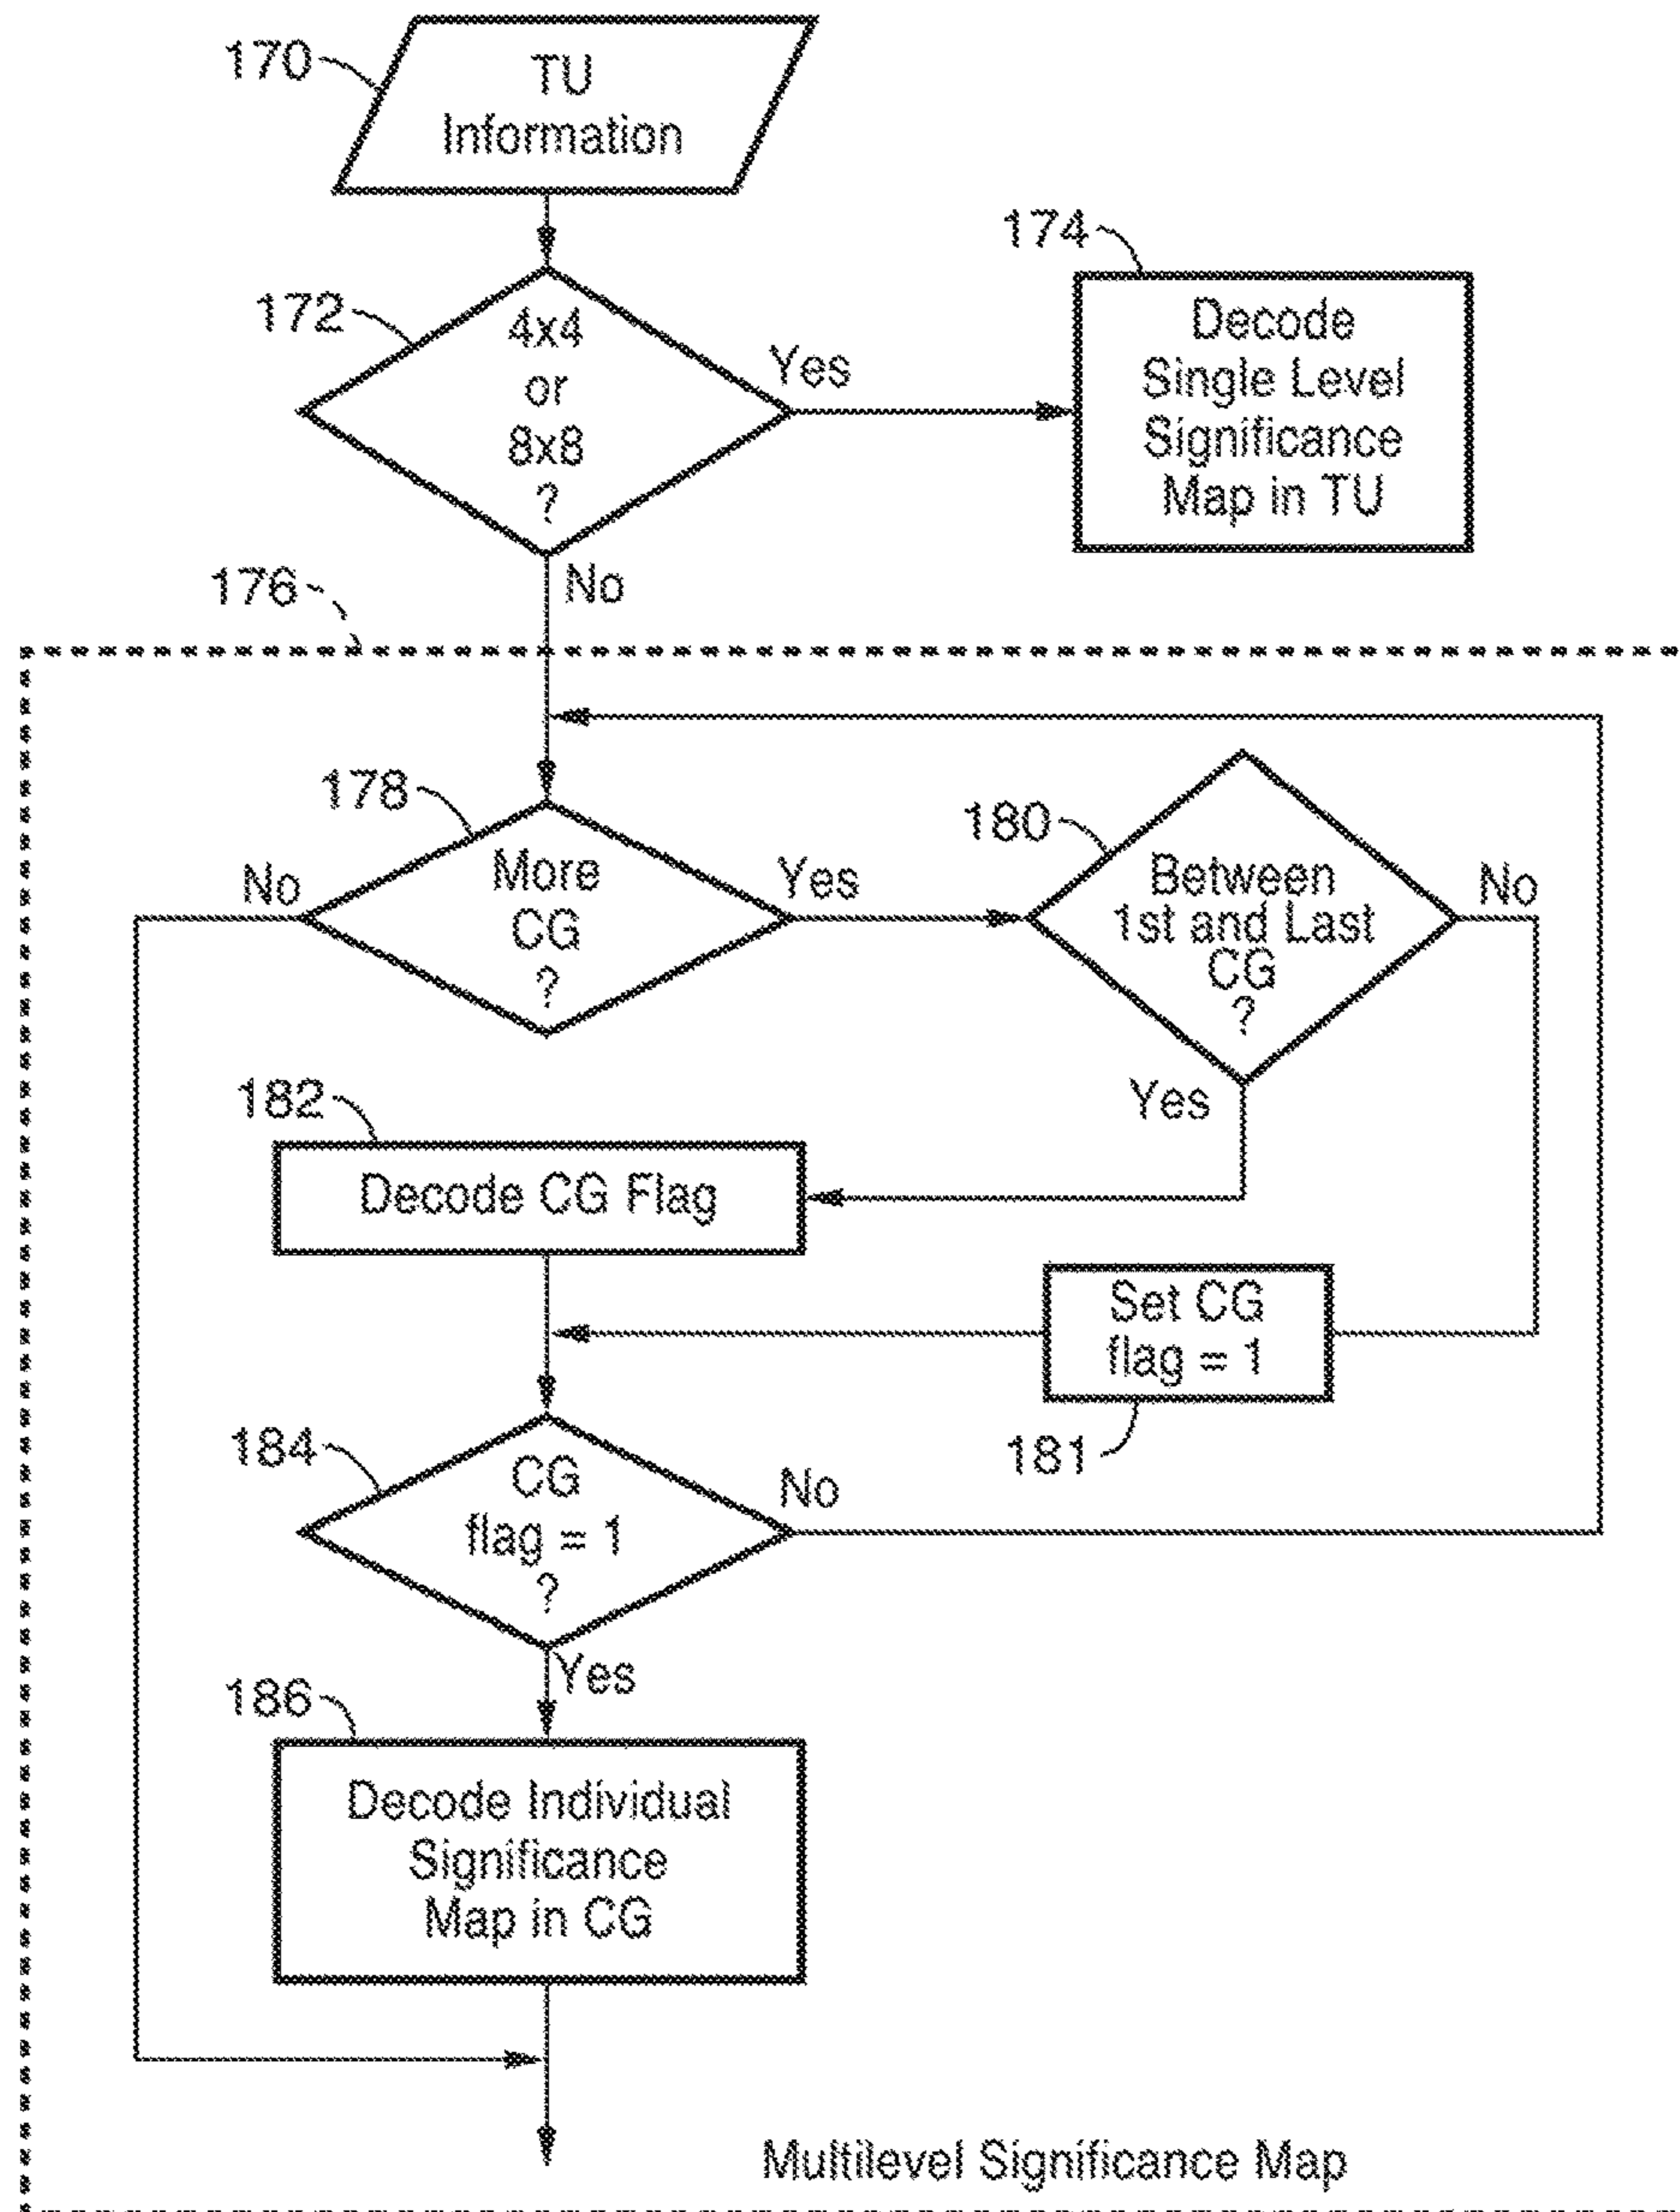 170
TU
Information
172
4x4
or
8x8
?
Yes
174
Decode
Single Level
Significance
Map in TU
No
176
178
No
More
CG
?
Yes
180
Between
1st and Last
CG
?
No
Yes
182
Decode CG Flag
Set CG
flag = 1
181
184
CG
flag = 1
?
No
Yes
186
Decode Individual
Significance
Map in CG
Multilevel Significance Map